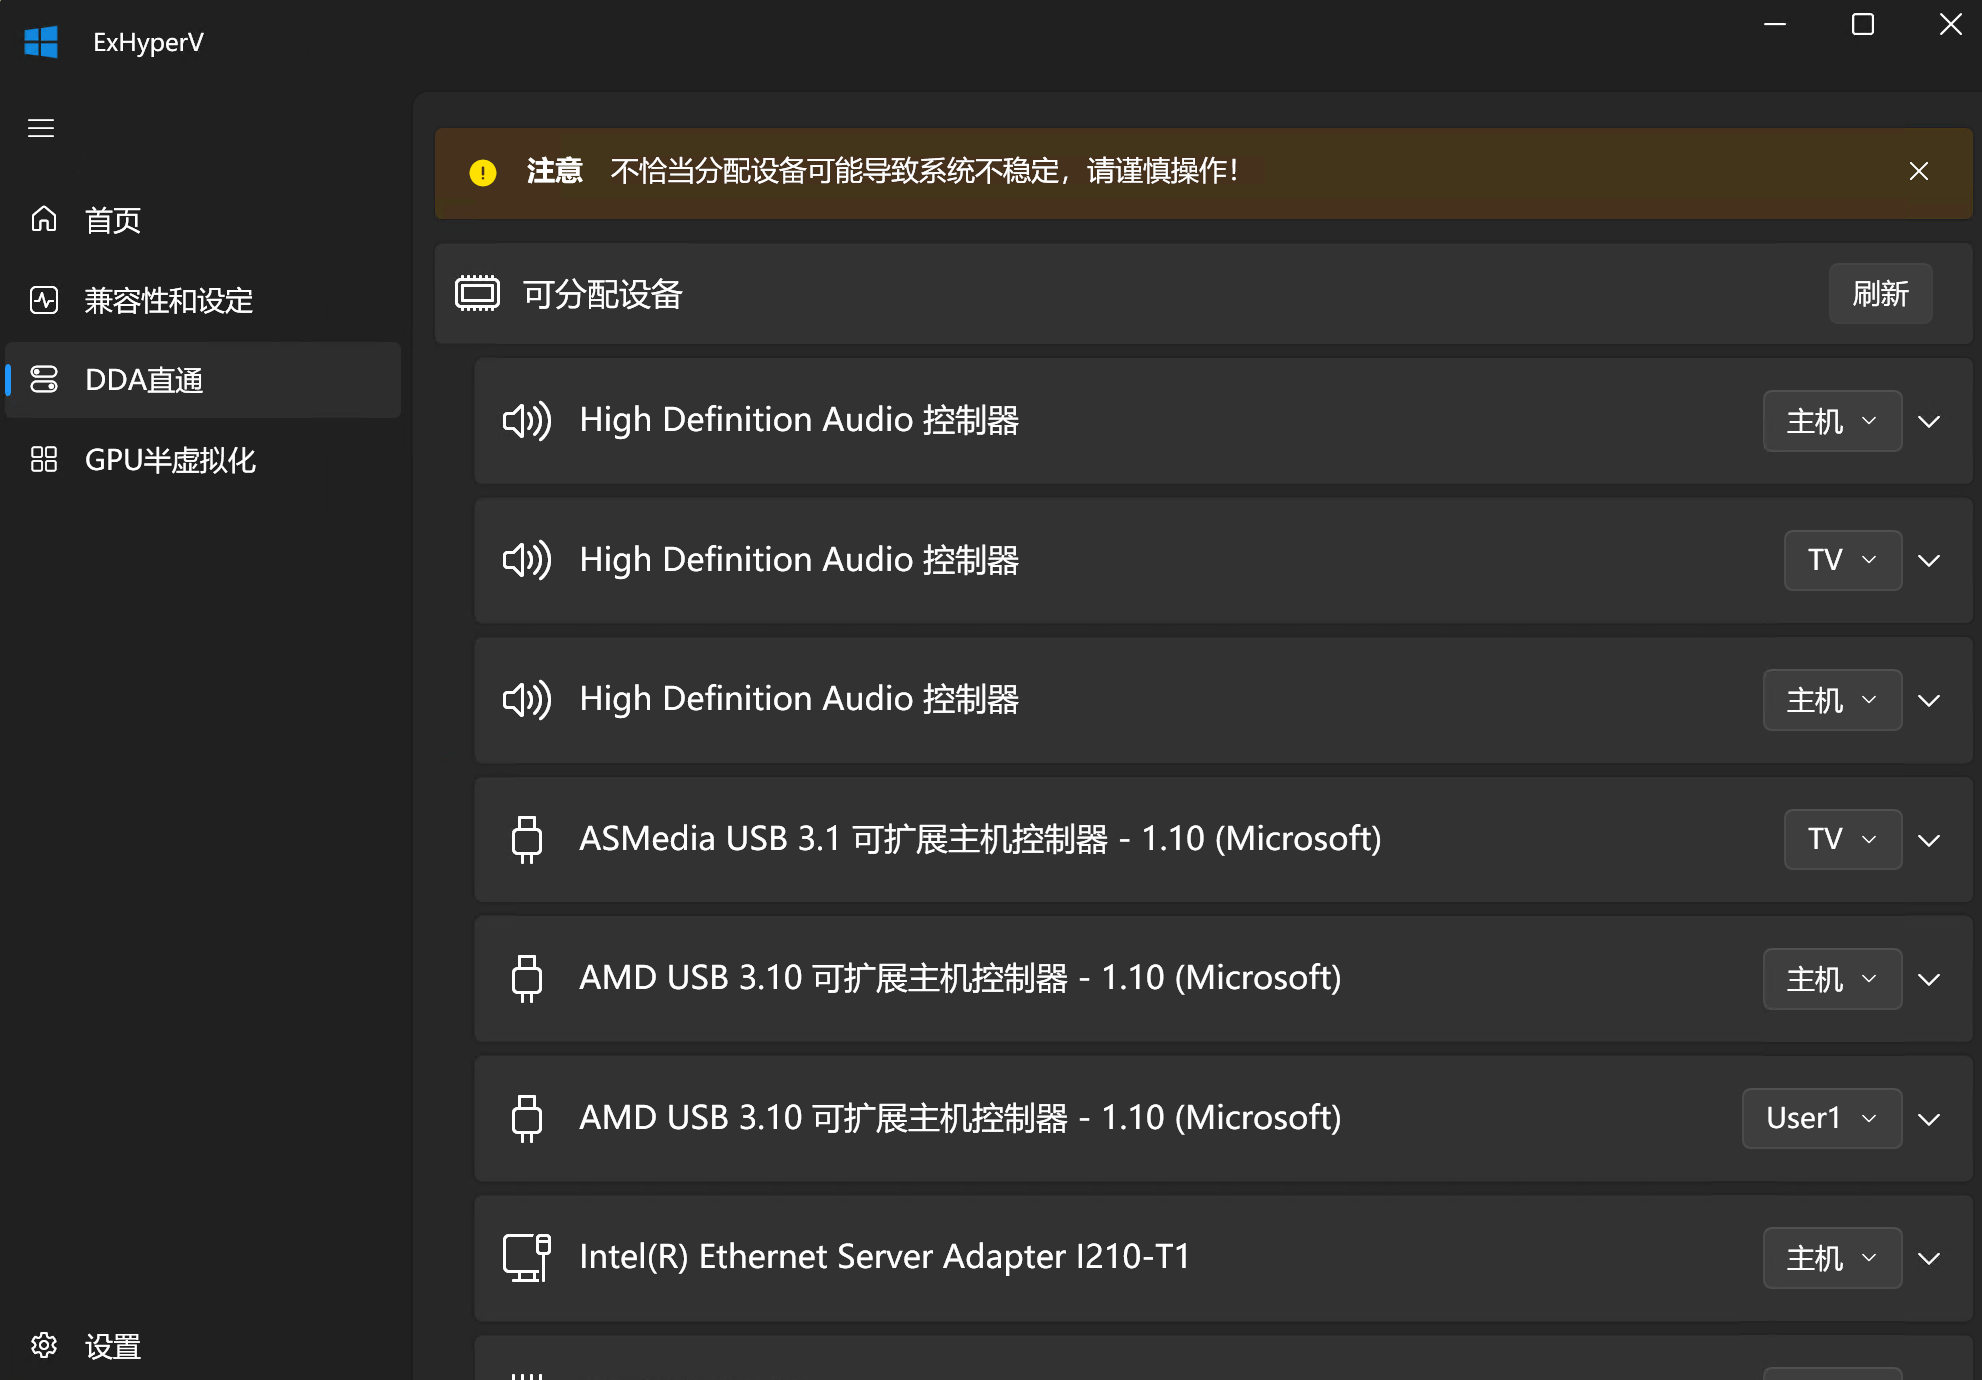 ExHyperV
首页
兼容性和设定
DDA直通
GPU半虚拟化
设置
注意 不恰当分配设备可能导致系统不稳定，请谨慎操作！
可分配设备 刷新
High Definition Audio 控制器 主机
High Definition Audio 控制器 TV
High Definition Audio 控制器 主机
ASMedia USB 3.1 可扩展主机控制器 - 1.10 (Microsoft) TV
AMD USB 3.10 可扩展主机控制器 - 1.10 (Microsoft) 主机
AMD USB 3.10 可扩展主机控制器 - 1.10 (Microsoft) User1
Intel(R) Ethernet Server Adapter I210-T1 主机